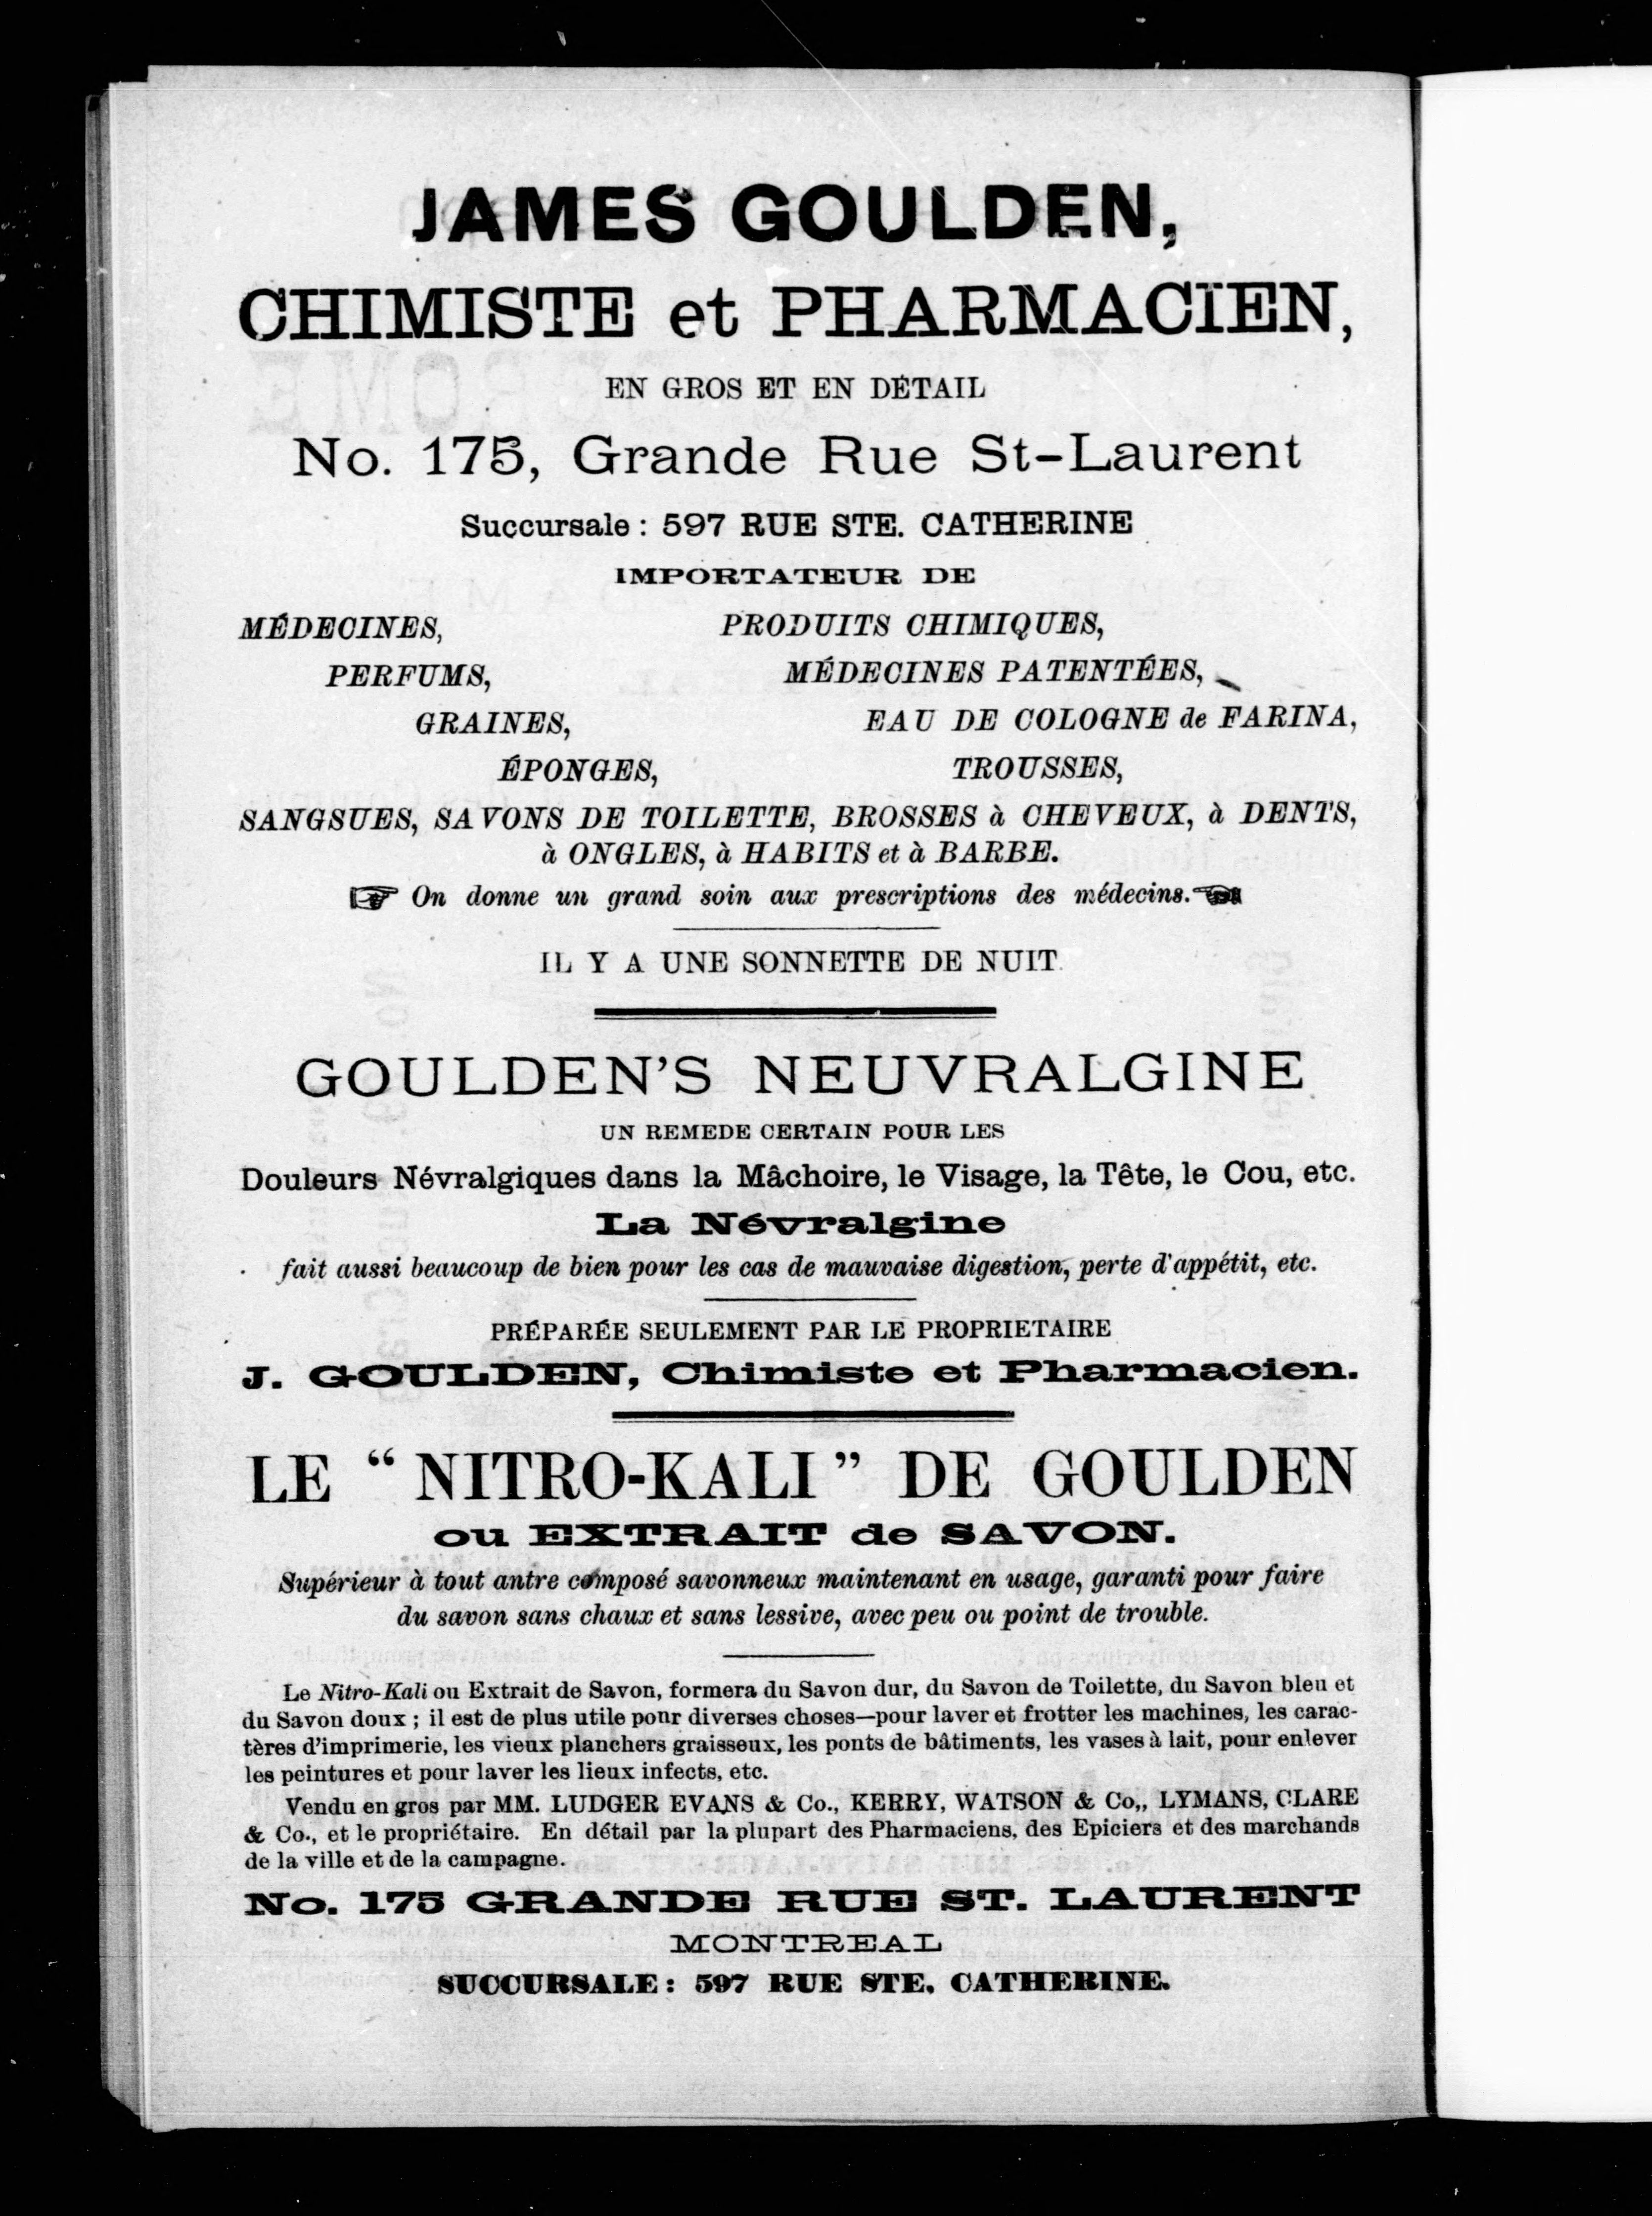 JAMES GOULDEN,
CHIMISTE et PHARMACIEN,
EN GROS ET EN DÉTAIL
No. 175, Grande Rue St-Laurent
Succursale : 597 RUE STE. CATHERINE
IMPORTATEUR DE
MÉDECINES, PRODUITS CHIMIQUES,
PERFUMS, MÉDECINES PATENTÉES,
GRAINES, EAU DE COLOGNE de FARINA,
ÉPONGES, TROUSSES,
SANGSUES, SAVONS DE TOILETTE, BROSSES à CHEVEUX, à DENTS,
à ONGLES, à HABITS et à BARBE.
☞ On donne un grand soin aux prescriptions des médecins. ☜
IL Y A UNE SONNETTE DE NUIT
GOULDEN'S NEUVRALGINE
UN REMEDE CERTAIN POUR LES
Douleurs Névralgiques dans la Mâchoire, le Visage, la Tête, le Cou, etc.
La Névralgine
fait aussi beaucoup de bien pour les cas de mauvaise digestion, perte d'appétit, etc.
PRÉPARÉE SEULEMENT PAR LE PROPRIETAIRE
J. GOULDEN, Chimiste et Pharmacien.
LE “ NITRO-KALI ” DE GOULDEN
ou EXTRAIT de SAVON.
Supérieur à tout antre composé savonneux maintenant en usage, garanti pour faire
du savon sans chaux et sans lessive, avec peu ou point de trouble.
Le Nitro-Kali ou Extrait de Savon, formera du Savon dur, du Savon de Toilette, du Savon bleu et
du Savon doux ; il est de plus utile pour diverses choses—pour laver et frotter les machines, les carac-
tères d'imprimerie, les vieux planchers graisseux, les ponts de bâtiments, les vases à lait, pour enlever
les peintures et pour laver les lieux infects, etc.
Vendu en gros par MM. LUDGER EVANS & Co., KERRY, WATSON & Co,, LYMANS, CLARE
& Co., et le propriétaire. En détail par la plupart des Pharmaciens, des Epiciers et des marchands
de la ville et de la campagne.
No. 175 GRANDE RUE ST. LAURENT
MONTREAL
SUCCURSALE : 597 RUE STE. CATHERINE.